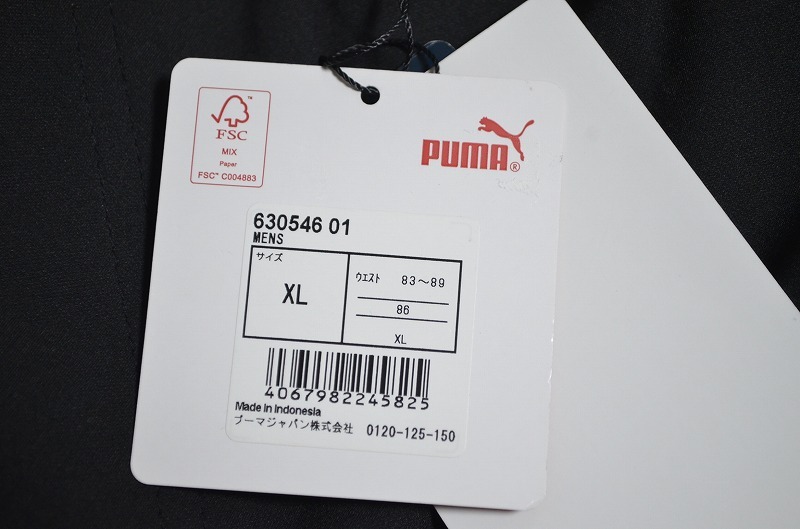 FSC
MIX
Paper
FSC™ C004883
PUMA®
630546 01
MENS
サイズ
XL
ウエスト 83～89
86
XL
4067982245825
Made in Indonesia
プーマジャパン株式会社 0120-125-150